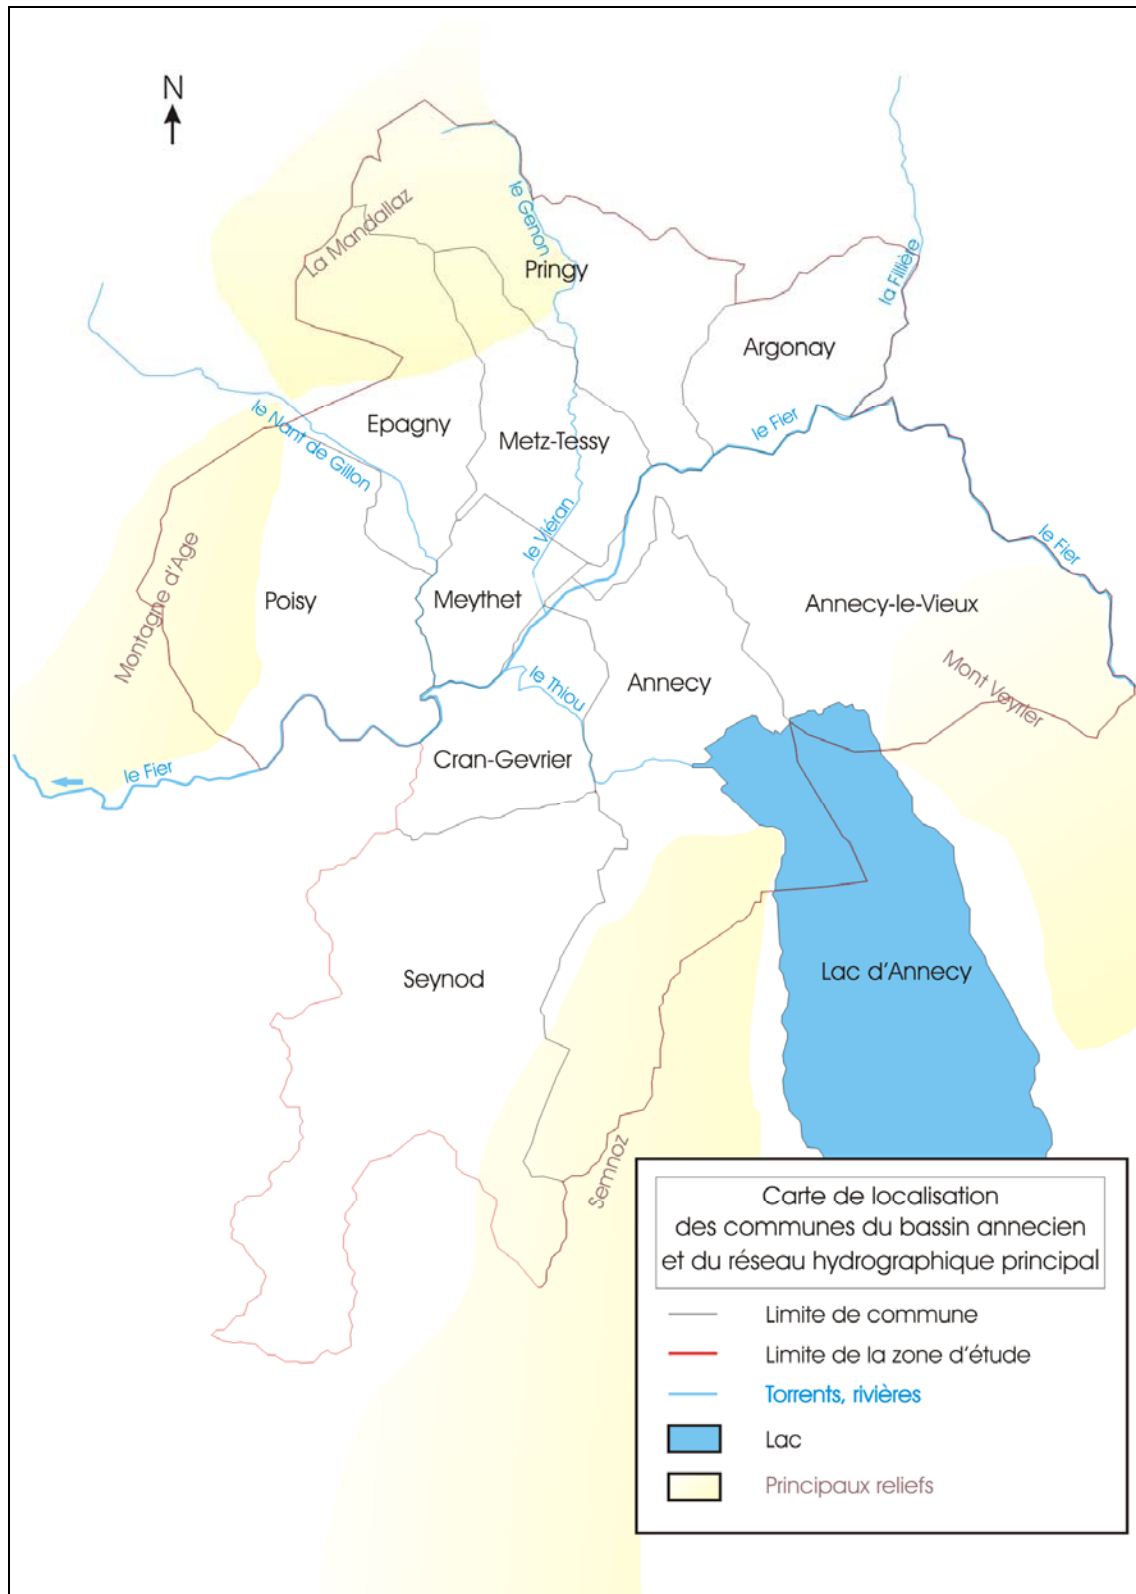 N
la Fillière
le Genon
La Mandallaz
Pringy
Argonay
le Nant de Gillon
Epagny
Metz-Tessy
le Fier
le Viéran
le Fier
Montagne d'Age
Poisy
Meythet
Annecy-le-Vieux
le Thiou
Annecy
Mont Veyrier
Cran-Gevrier
le Fier
Seynod
Lac d'Annecy
Semnoz
Carte de localisation
des communes du bassin annecien
et du réseau hydrographique principal
Limite de commune
Limite de la zone d'étude
Torrents, rivières
Lac
Principaux reliefs